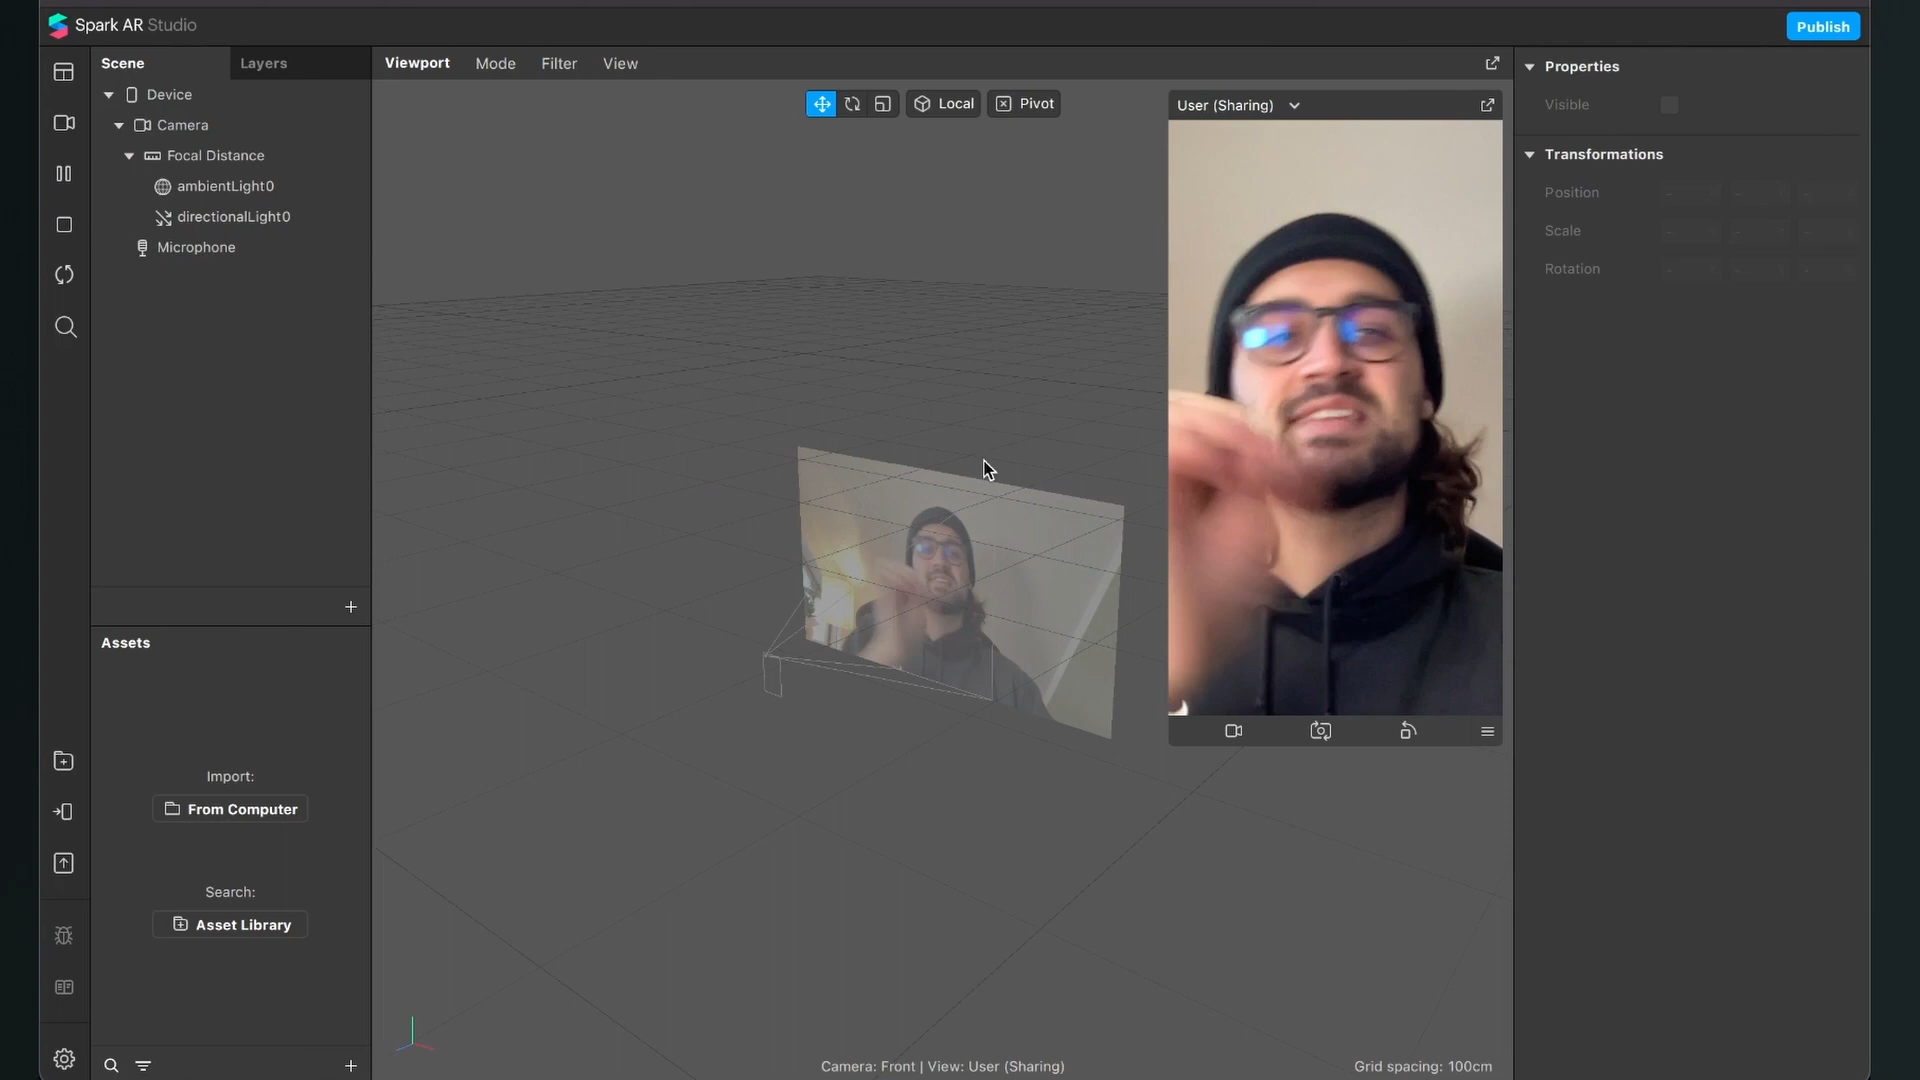 Spark AR Studio
Publish
Scene
Layers
Device
Camera
Focal Distance
ambientLight0
directionalLight0
Microphone
Assets
Import:
From Computer
Search:
Asset Library
Viewport
Mode
Filter
View
Local
Pivot
User (Sharing)
Camera: Front | View: User (Sharing)
Grid spacing: 100cm
Properties
Visible
Transformations
Position
Scale
Rotation